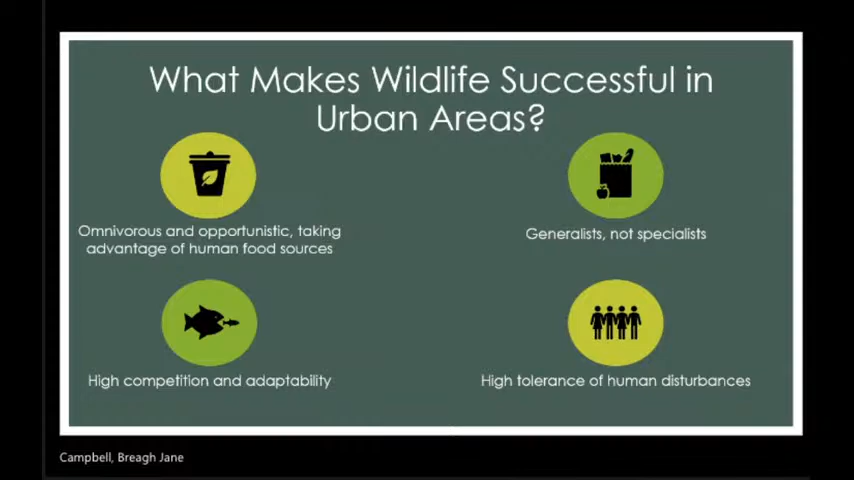 What Makes Wildlife Successful in
Urban Areas?
Omnivorous and opportunistic, taking
advantage of human food sources
Generalists, not specialists
High competition and adaptability
High tolerance of human disturbances
Campbell, Breagh Jane